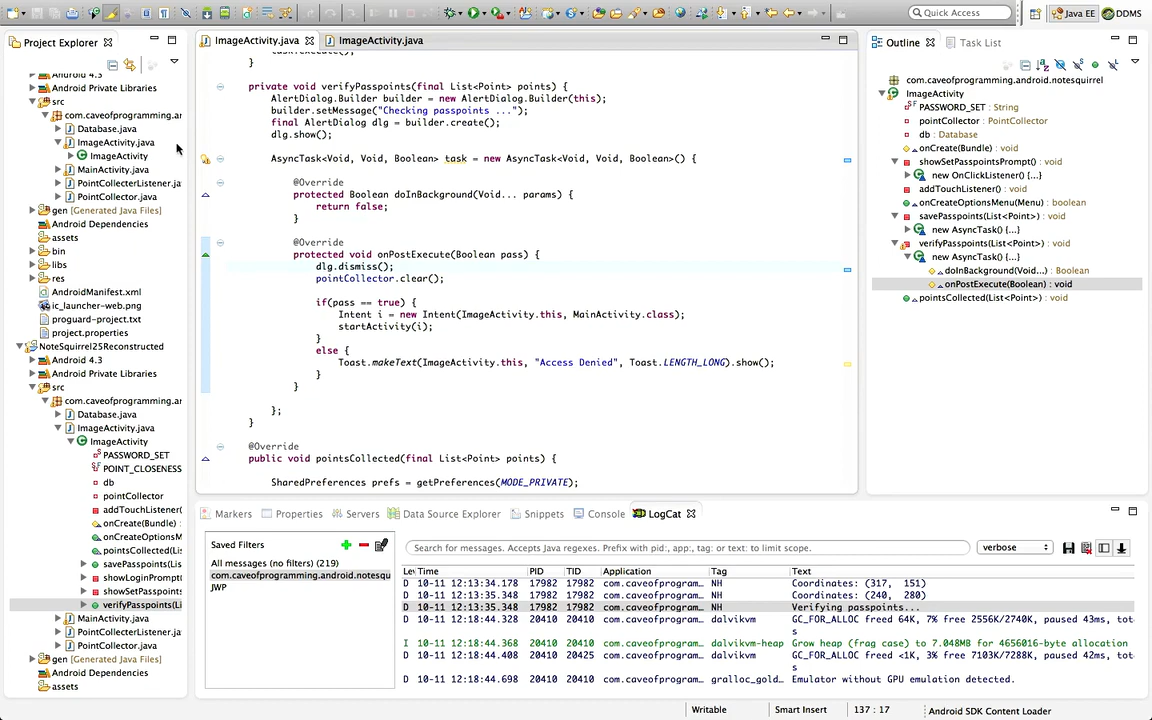 Quick Access
Java EE
DDMS
Project Explorer
ImageActivity.java
ImageActivity.java
Outline
Task List
Android 4.3
Android Private Libraries
src
com.caveofprogramming.ar
Database.java
ImageActivity.java
ImageActivity
MainActivity.java
PointCollecterListener.ja
PointCollector.java
gen [Generated Java Files]
Android Dependencies
assets
bin
libs
res
AndroidManifest.xml
ic_launcher-web.png
proguard-project.txt
project.properties
NoteSquirrel25Reconstructed
Android 4.3
Android Private Libraries
src
com.caveofprogramming.ar
Database.java
ImageActivity.java
ImageActivity
PASSWORD_SET
POINT_CLOSENESS
db
pointCollector
addTouchListener(
onCreate(Bundle)
onCreateOptionsM
pointsCollected(Lis
savePasspoints(Lis
showLoginPrompt(
showSetPasspoints
verifyPasspoints(Li
MainActivity.java
PointCollecterListener.ja
PointCollector.java
gen [Generated Java Files]
Android Dependencies
assets
}
private void verifyPasspoints(final List<Point> points) {
AlertDialog.Builder builder = new AlertDialog.Builder(this);
builder.setMessage("Checking passpoints ...");
final AlertDialog dlg = builder.create();
dlg.show();
AsyncTask<Void, Void, Boolean> task = new AsyncTask<Void, Void, Boolean>() {
@Override
protected Boolean doInBackground(Void... params) {
return false;
}
@Override
protected void onPostExecute(Boolean pass) {
dlg.dismiss();
pointCollector.clear();
if(pass == true) {
Intent i = new Intent(ImageActivity.this, MainActivity.class);
startActivity(i);
}
else {
Toast.makeText(ImageActivity.this, "Access Denied", Toast.LENGTH_LONG).show();
}
}
};
}
@Override
public void pointsCollected(final List<Point> points) {
SharedPreferences prefs = getPreferences(MODE_PRIVATE);
com.caveofprogramming.android.notesquirrel
ImageActivity
PASSWORD_SET : String
pointCollector : PointCollector
db : Database
onCreate(Bundle) : void
showSetPasspointsPrompt() : void
new OnClickListener() {...}
addTouchListener() : void
onCreateOptionsMenu(Menu) : boolean
savePasspoints(List<Point>) : void
new AsyncTask() {...}
verifyPasspoints(List<Point>) : void
new AsyncTask() {...}
doInBackground(Void...) : Boolean
onPostExecute(Boolean) : void
pointsCollected(List<Point>) : void
Markers
Properties
Servers
Data Source Explorer
Snippets
Console
LogCat
Saved Filters
All messages (no filters) (219)
com.caveofprogramming.android.notesqu
JWP
Search for messages. Accepts Java regexes. Prefix with pid:, app:, tag: or text: to limit scope.
verbose
Time PID TID Application Tag Text
D 10-11 12:13:34.178 17982 17982 com.caveofprogram… NH Coordinates: (317, 151)
D 10-11 12:13:35.348 17982 17982 com.caveofprogram… NH Coordinates: (240, 280)
D 10-11 12:13:35.348 17982 17982 com.caveofprogram… NH Verifying passpoints...
D 10-11 12:18:44.328 20410 20410 com.caveofprogram… dalvikvm GC_FOR_ALLOC freed 64K, 7% free 2556K/2740K, paused 43ms, tot
s
I 10-11 12:18:44.368 20410 20410 com.caveofprogram… dalvikvm-heap Grow heap (frag case) to 7.048MB for 4656016-byte allocation
D 10-11 12:18:44.408 20410 20425 com.caveofprogram… dalvikvm GC_FOR_ALLOC freed <1K, 3% free 7103K/7288K, paused 42ms, tot
s
D 10-11 12:18:44.698 20410 20410 com.caveofprogram… gralloc_gold… Emulator without GPU emulation detected.
Writable
Smart Insert
137 : 17
Android SDK Content Loader